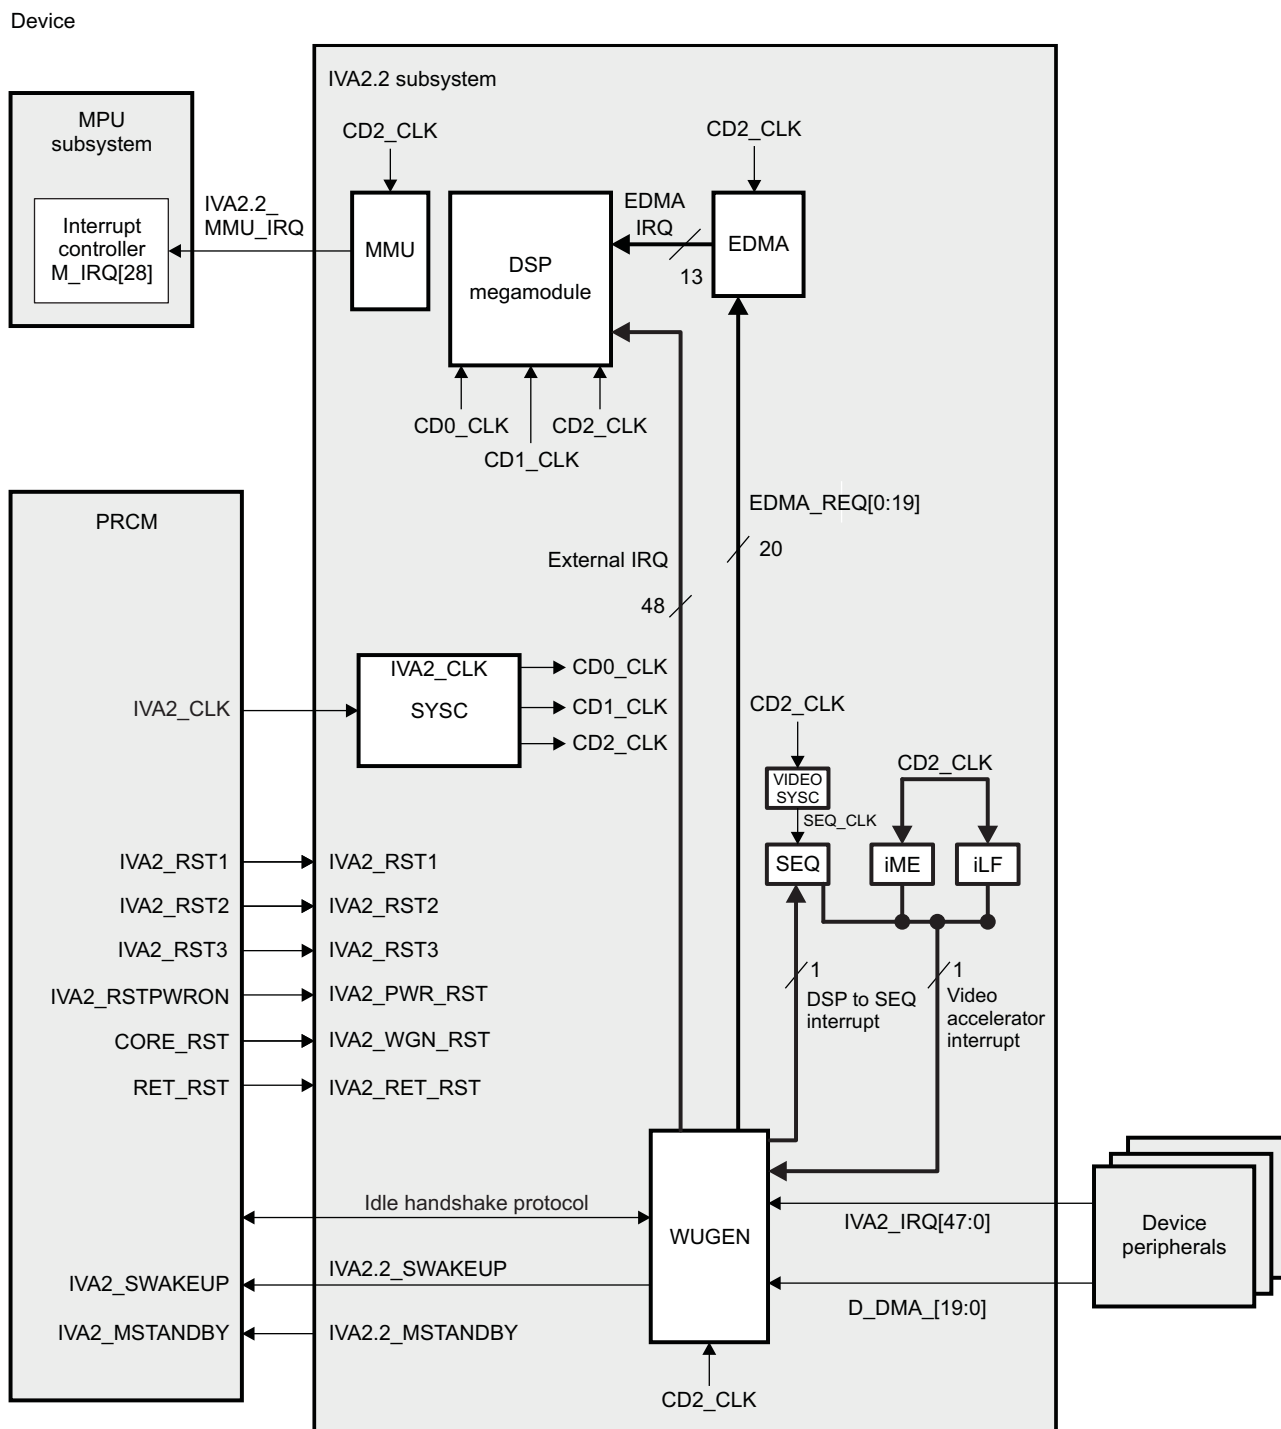 Device
IVA2.2 subsystem
MPU
subsystem
Interrupt
controller
M_IRQ[28]
IVA2.2_
MMU_IRQ
CD2_CLK
MMU
DSP
megamodule
EDMA
IRQ
13
CD2_CLK
EDMA
CD0_CLK
CD2_CLK
CD1_CLK
PRCM
EDMA_REQ[0:19]
20
External IRQ
48
IVA2_CLK
IVA2_CLK
SYSC
CD0_CLK
CD1_CLK
CD2_CLK
CD2_CLK
VIDEO
SYSC
SEQ_CLK
SEQ
CD2_CLK
iME
iLF
IVA2_RST1
IVA2_RST1
IVA2_RST2
IVA2_RST2
IVA2_RST3
IVA2_RST3
IVA2_RSTPWRON
IVA2_PWR_RST
CORE_RST
IVA2_WGN_RST
RET_RST
IVA2_RET_RST
1
DSP to SEQ
interrupt
1
Video
accelerator
interrupt
Idle handshake protocol
WUGEN
IVA2_IRQ[47:0]
Device
peripherals
IVA2_SWAKEUP
IVA2.2_SWAKEUP
D_DMA_[19:0]
IVA2_MSTANDBY
IVA2.2_MSTANDBY
CD2_CLK